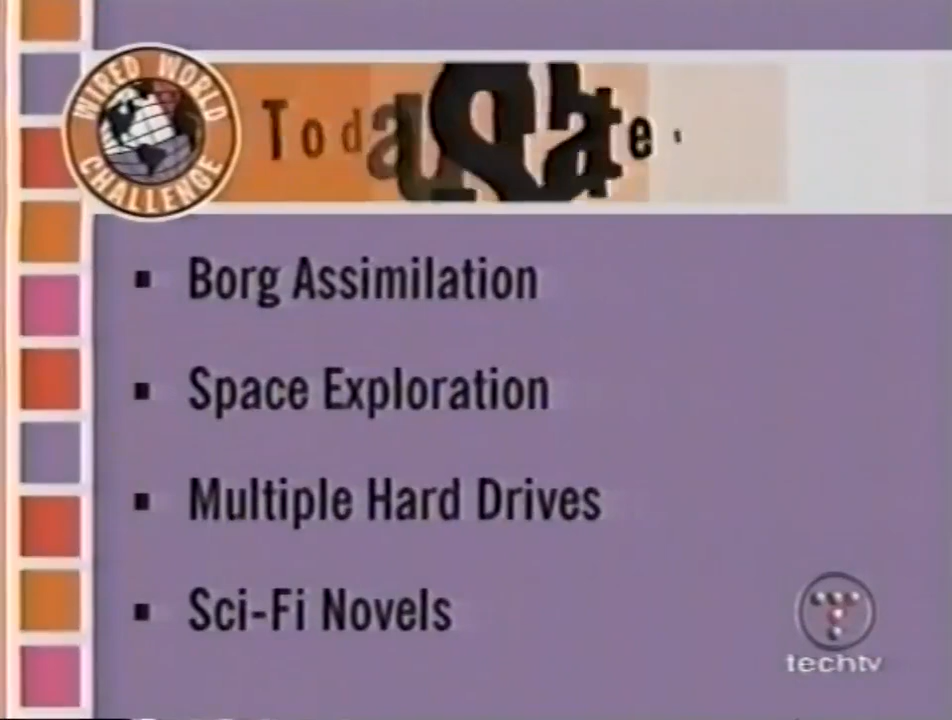 WIRED WORLD
CHALLENGE
Borg Assimilation
Space Exploration
Multiple Hard Drives
Sci-Fi Novels
techtv